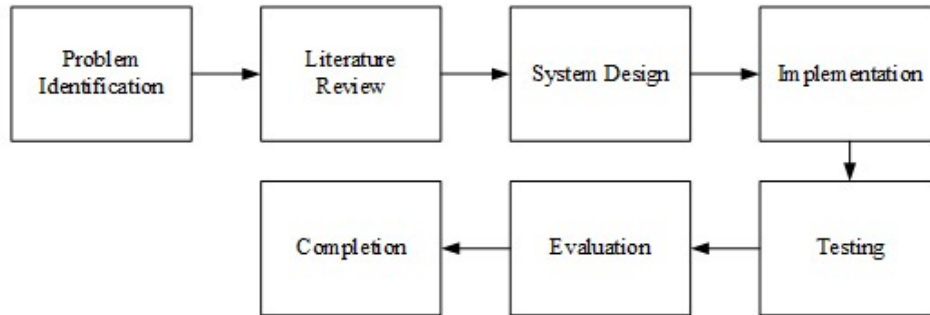 Problem
Identification
Literature
Review
System Design
Implementation
Testing
Evaluation
Completion